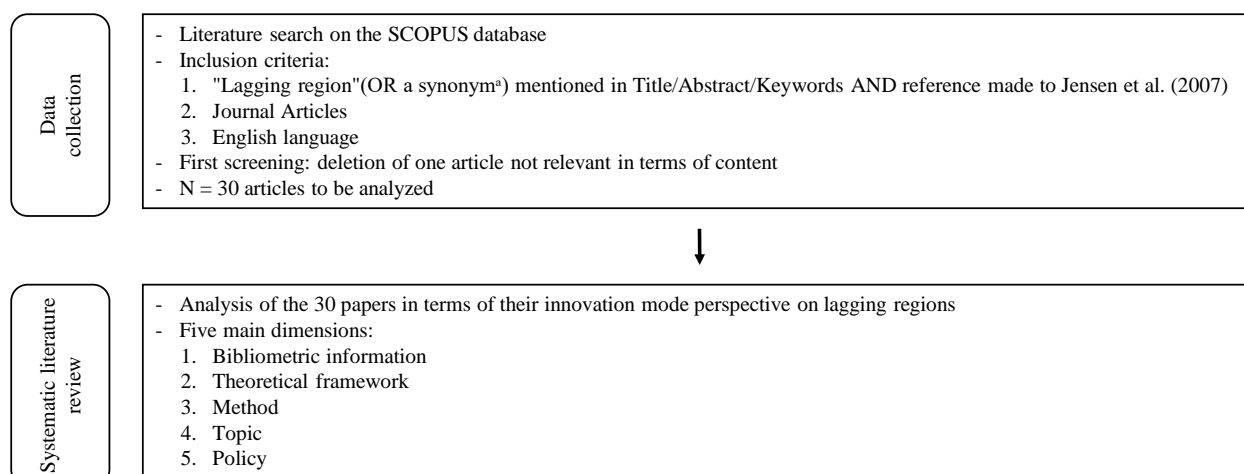 Data
collection
- Literature search on the SCOPUS database
- Inclusion criteria:
1. "Lagging region"(OR a synonymᵃ) mentioned in Title/Abstract/Keywords AND reference made to Jensen et al. (2007)
2. Journal Articles
3. English language
- First screening: deletion of one article not relevant in terms of content
- N = 30 articles to be analyzed
Systematic literature
review
- Analysis of the 30 papers in terms of their innovation mode perspective on lagging regions
- Five main dimensions:
1. Bibliometric information
2. Theoretical framework
3. Method
4. Topic
5. Policy